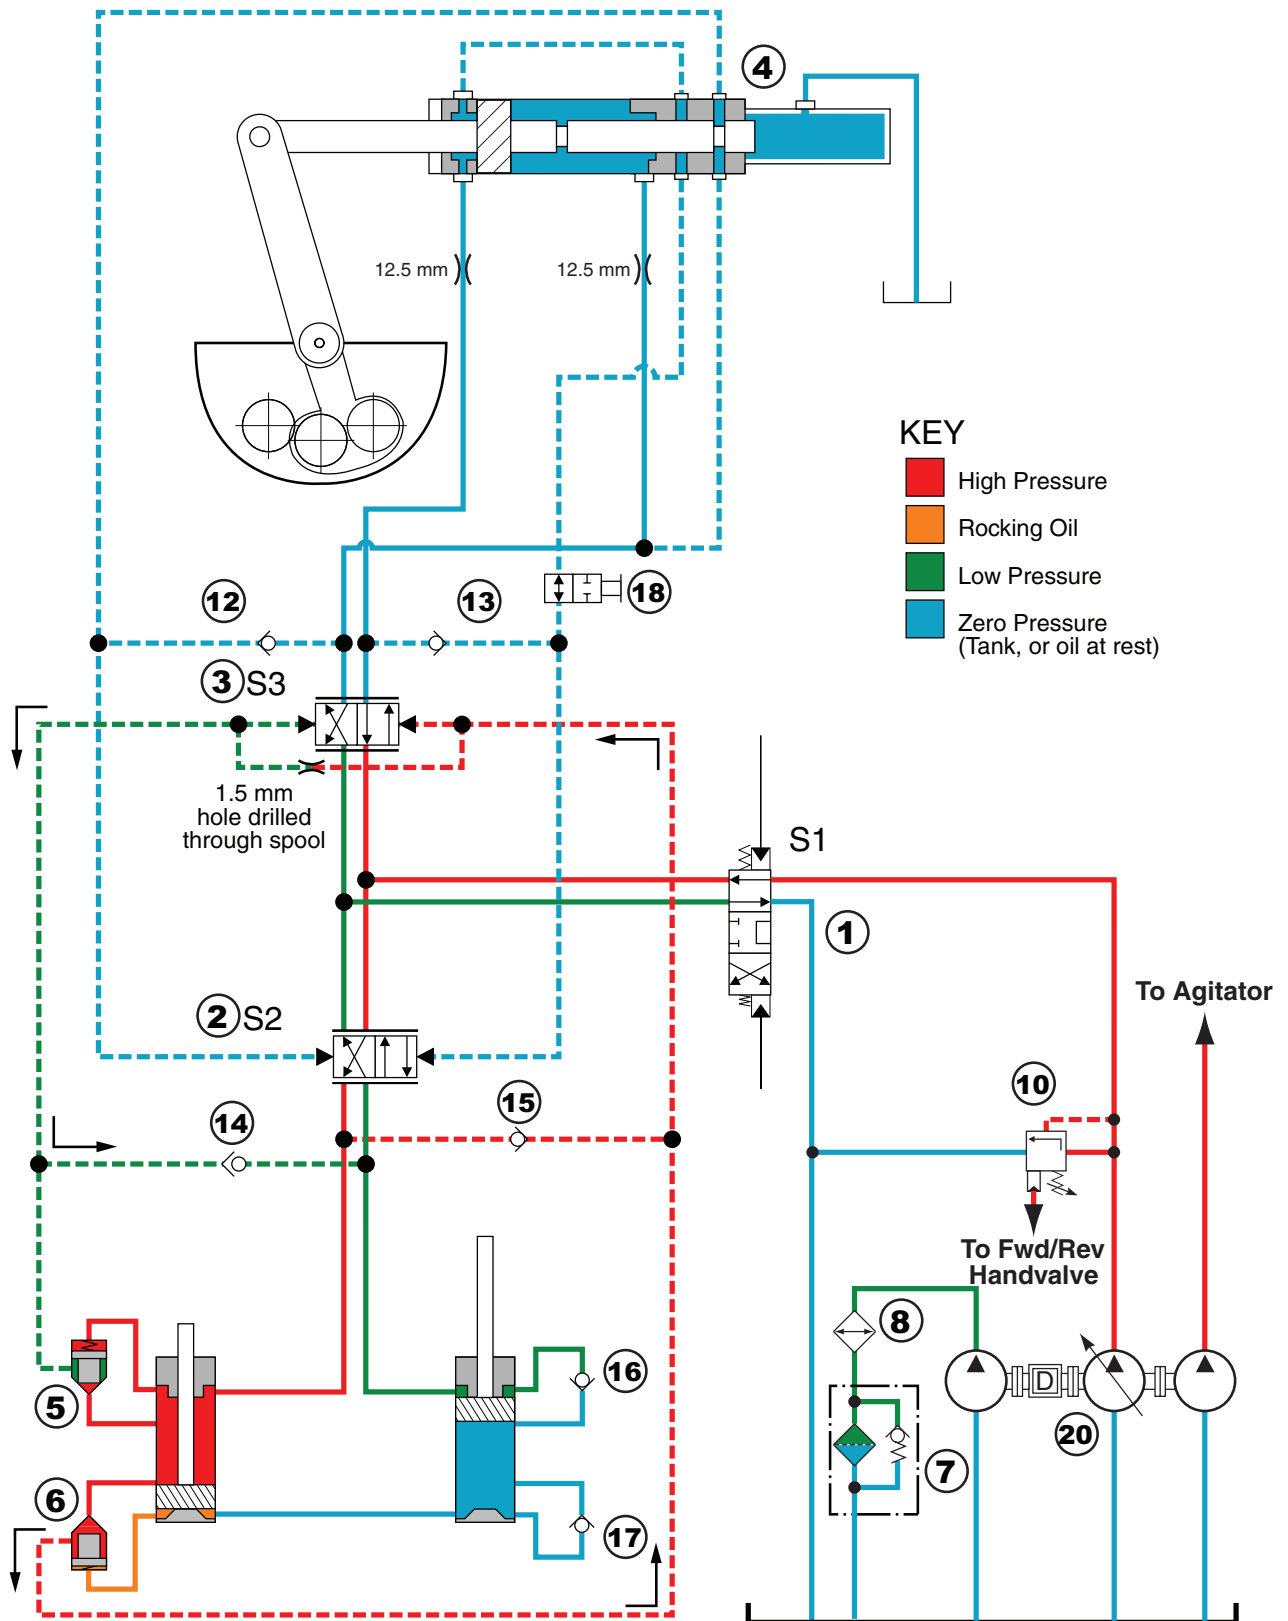 4
12.5 mm
12.5 mm
KEY
High Pressure
Rocking Oil
Low Pressure
Zero Pressure
(Tank, or oil at rest)
18
12
13
3 S3
1.5 mm
hole drilled
through spool
S1
1
To Agitator
2 S2
10
15
14
To Fwd/Rev
Handvalve
8
16
5
D
20
7
6
17